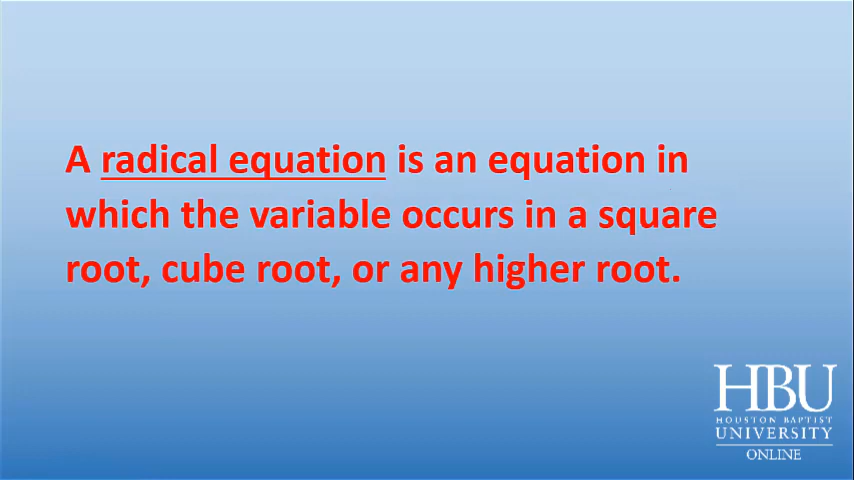 A radical equation is an equation in
which the variable occurs in a square
root, cube root, or any higher root.
HBU
HOUSTON BAPTIST
UNIVERSITY
ONLINE